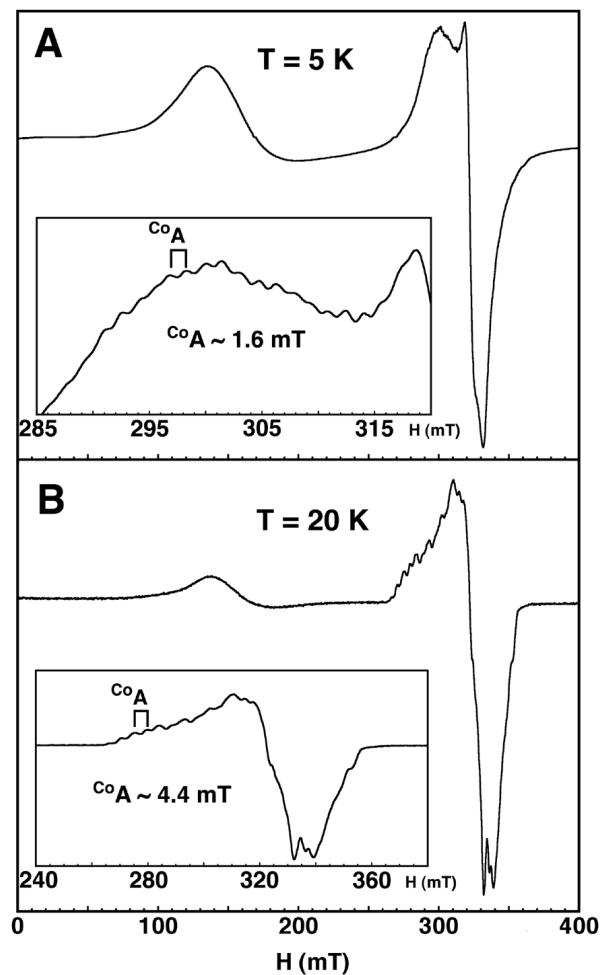 A
T = 5 K
CoA
CoA ~ 1.6 mT
285 295 305 315 H (mT)
B
T = 20 K
CoA
CoA ~ 4.4 mT
240 280 320 360 H (mT)
0 100 200 300 400
H (mT)